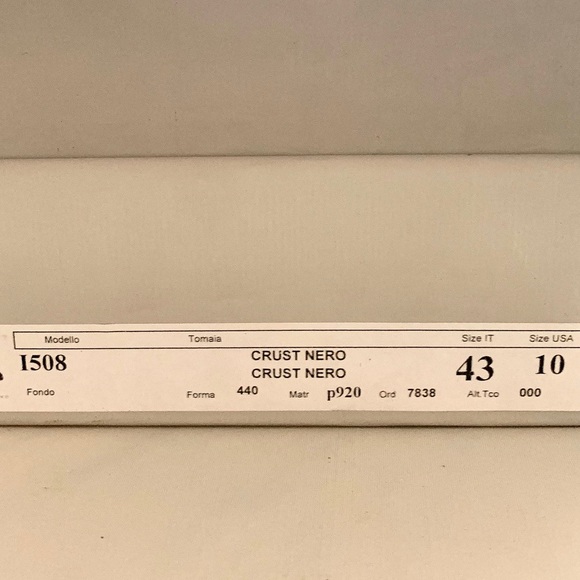 Modello Tomaia Size IT Size USA
I508 CRUST NERO 43 10
CRUST NERO
Fondo Forma 440 Matr p920 Ord 7838 Alt.Tco 000